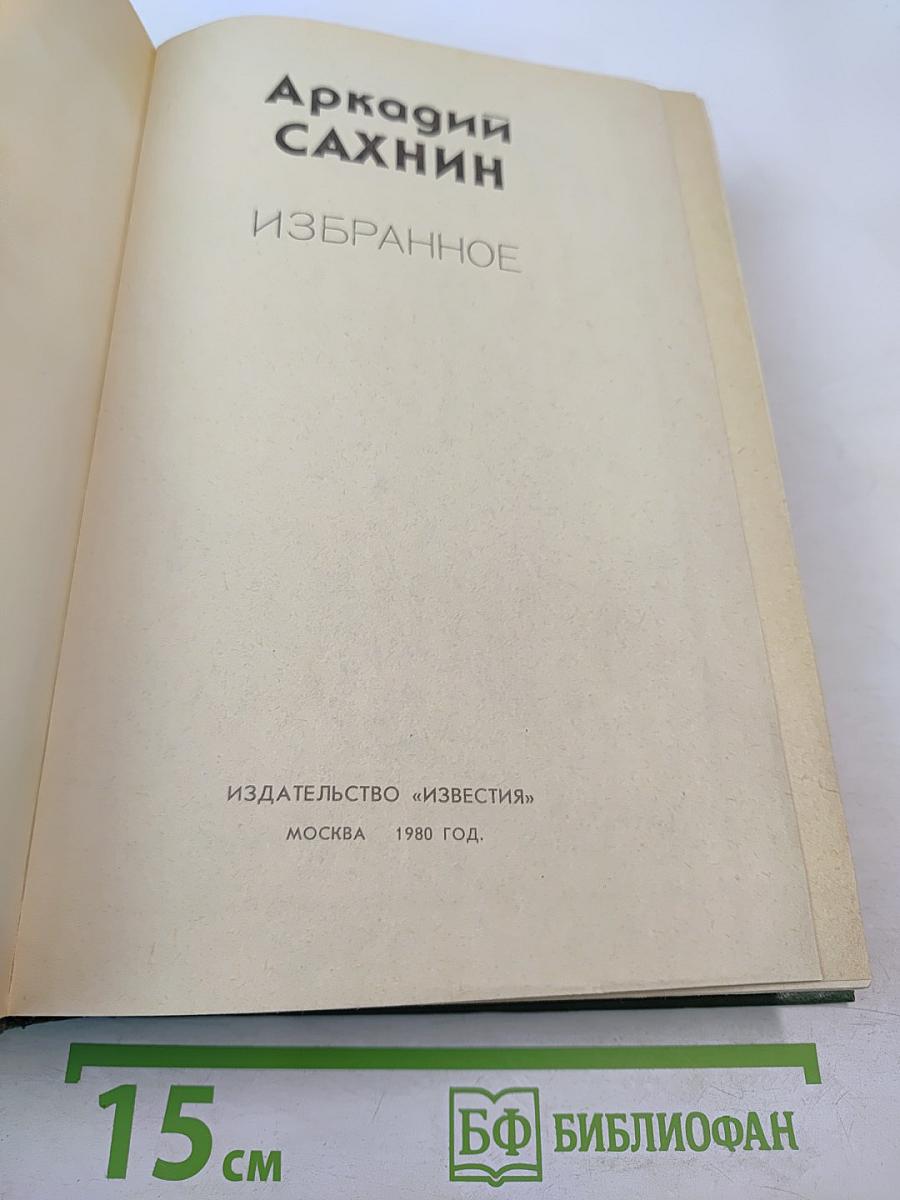 Аркадий
САХНИН
ИЗБРАННОЕ
ИЗДАТЕЛЬСТВО «ИЗВЕСТИЯ»
МОСКВА 1980 ГОД.
15 см
БФ БИБЛИОФАН